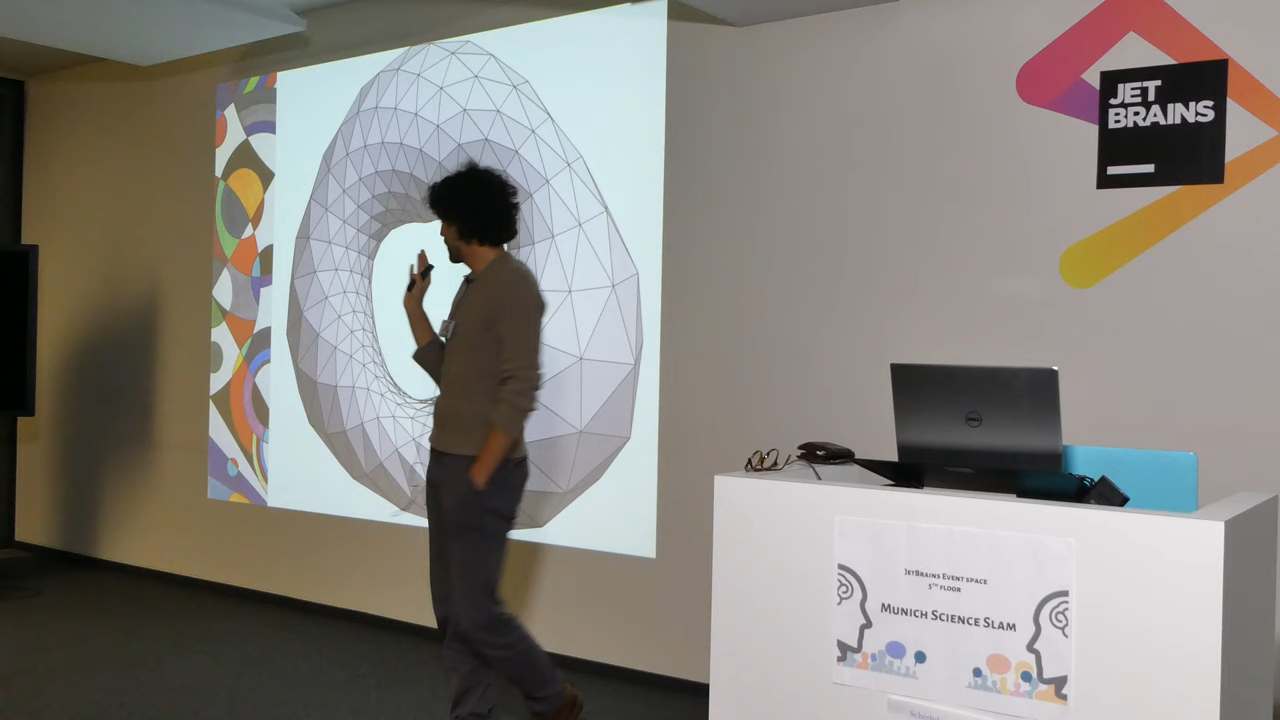 JET
BRAINS
JetBrains Event space
5TH floor
Munich Science Slam